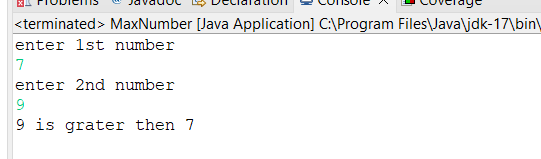 Problems Javadoc Declaration Console Coverage
<terminated> MaxNumber [Java Application] C:\Program Files\Java\jdk-17\bin\
enter 1st number
7
enter 2nd number
9
9 is grater then 7